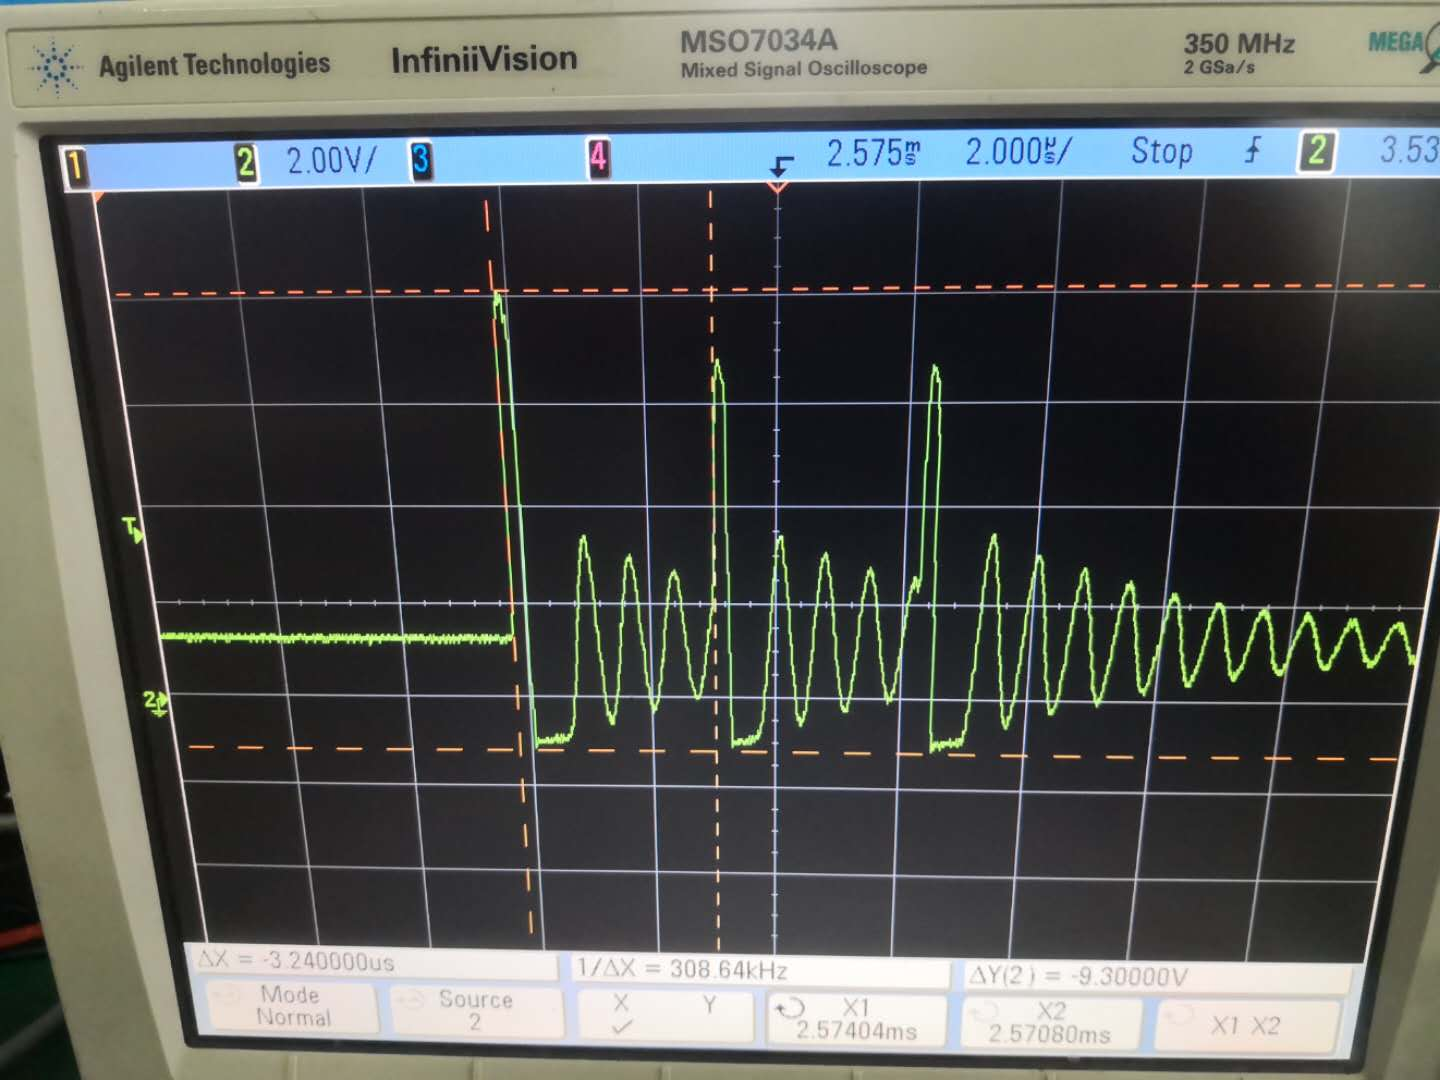 Agilent Technologies InfiniiVision MSO7034A 350 MHz MEGA
Mixed Signal Oscilloscope 2 GSa/s
1 2 2.00V/ 3 4 2.575ms 2.000µs/ Stop 2 3.53
T
2
ΔX = -3.240000us 1/ΔX = 308.64kHz ΔY(2) = -9.30000V
Mode Source X Y X1 X2 X1 X2
Normal 2 ✓ 2.57404ms 2.57080ms